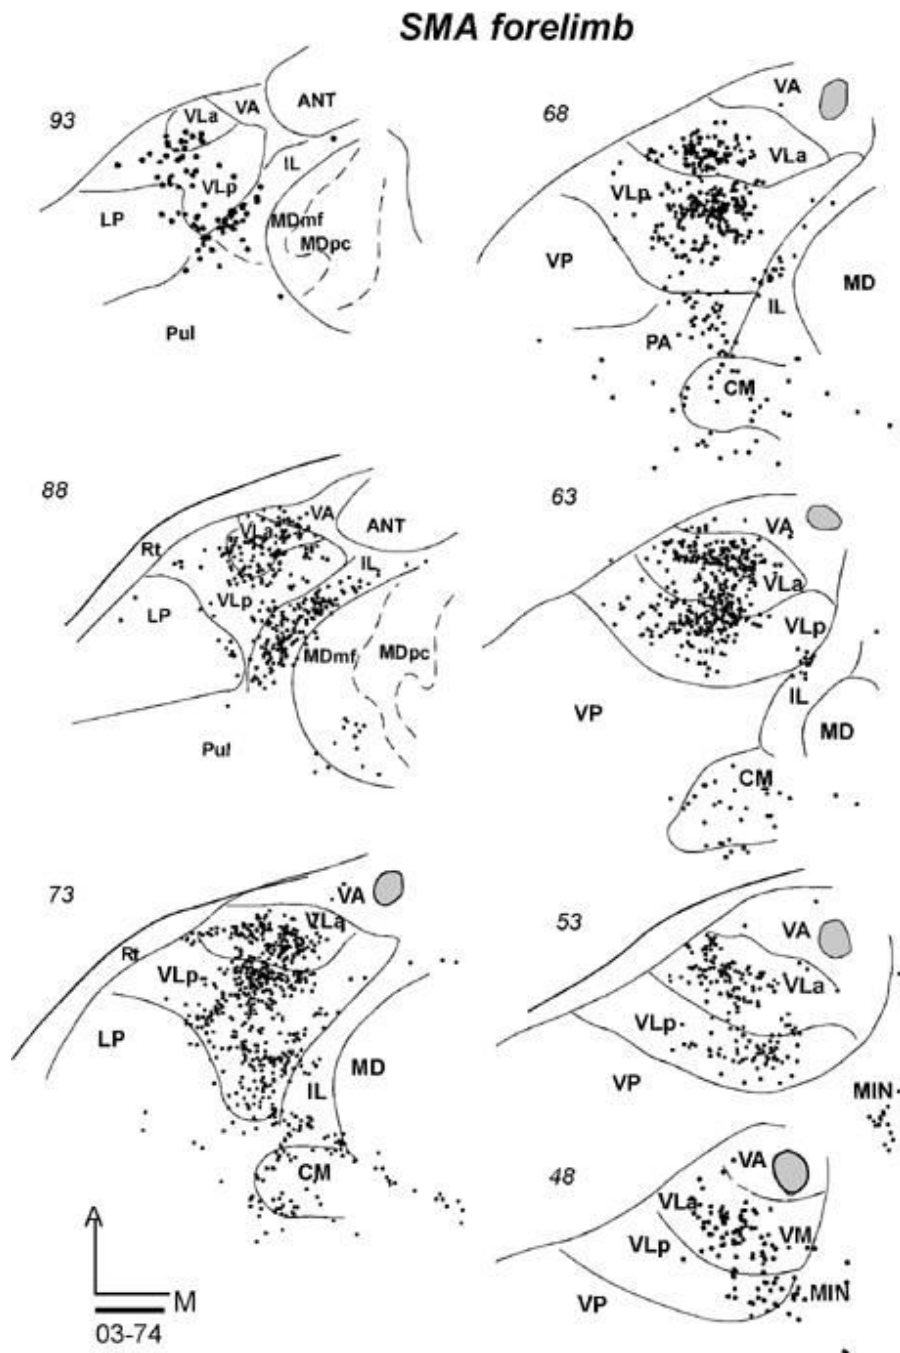 SMA forelimb
93
VLa
VA
ANT
IL
VLp
LP
MDmf
MDpc
Pul
68
VA
VLa
VLp
VP
IL
MD
PA
CM
88
VA
VLa
ANT
Rt
IL
LP
VLp
MDmf
MDpc
Pul
63
VA
VLa
VLp
IL
VP
MD
CM
73
VA
VLa
Rt
VLp
LP
MD
IL
CM
53
VA
VLa
VLp
VP
MIN
48
VA
VLa
VLp
VM
VP
MIN
A
M
03-74